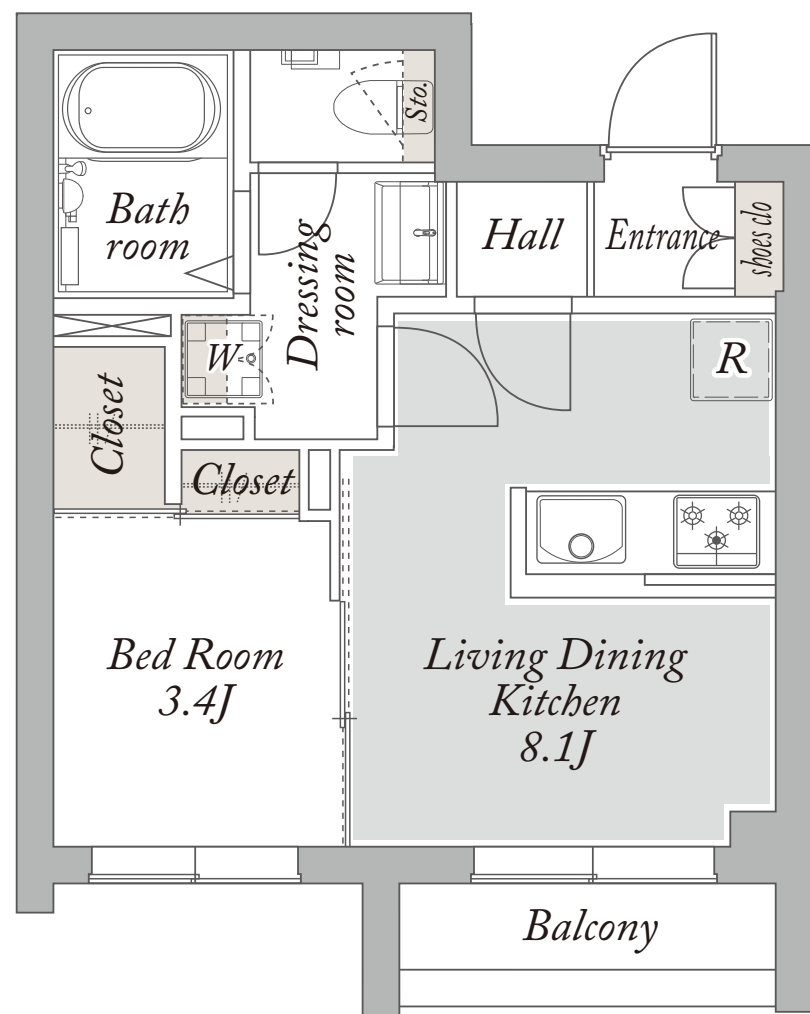 Sto.
Bath
room
Dressing
room
Hall
Entrance
shoes clo
W
R
Closet
Closet
Bed Room
3.4J
Living Dining
Kitchen
8.1J
Balcony